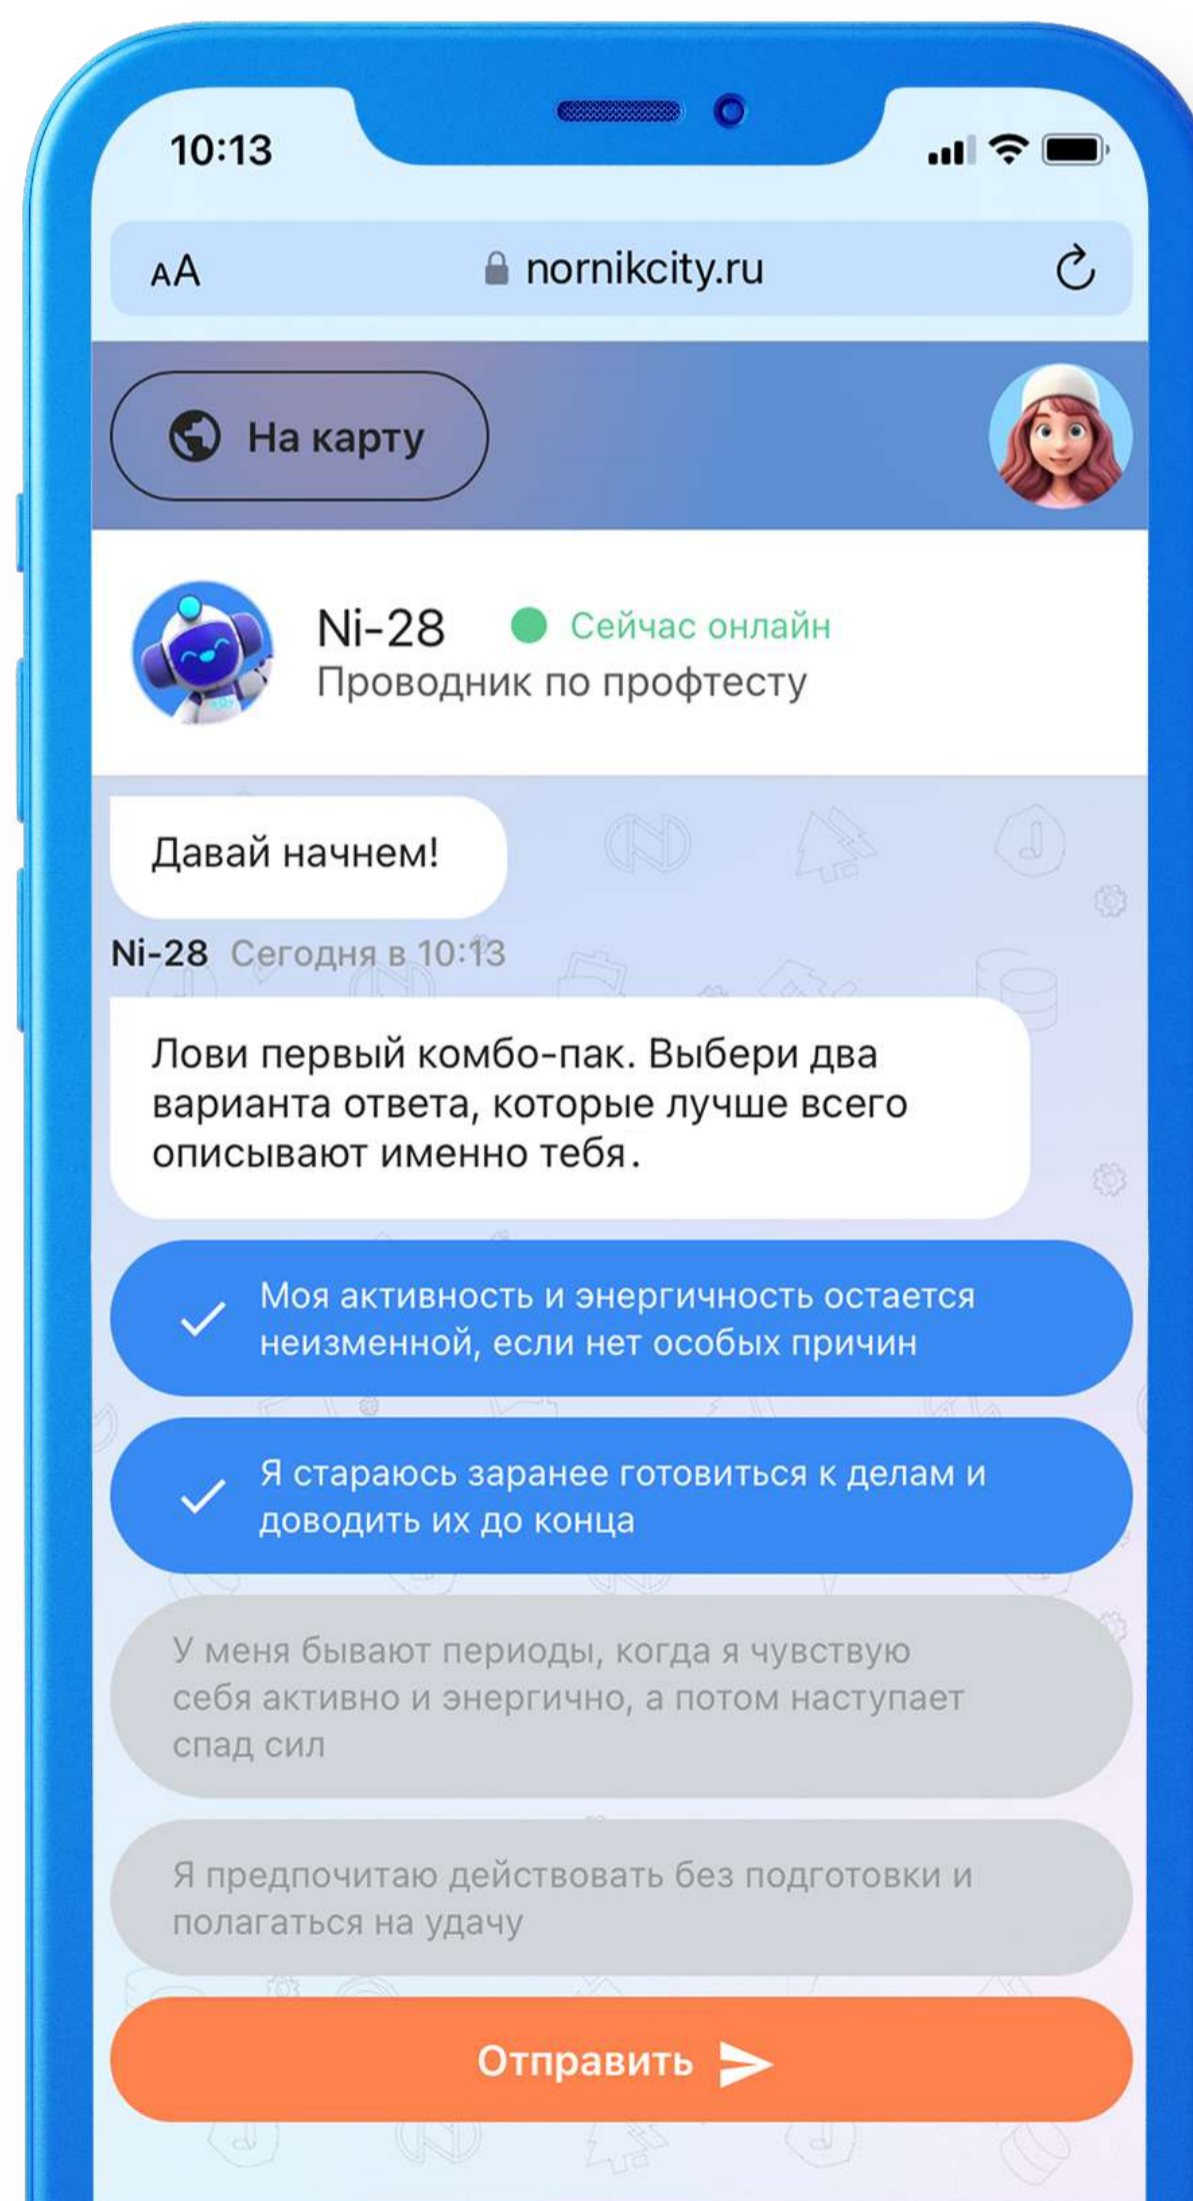 10:13
AA
nornikcity.ru
На карту
Ni-28
Сейчас онлайн
Проводник по профтесту
Давай начнем!
Ni-28 Сегодня в 10:13
Лови первый комбо-пак. Выбери два
варианта ответа, которые лучше всего
описывают именно тебя.
Моя активность и энергичность остается
неизменной, если нет особых причин
Я стараюсь заранее готовиться к делам и
доводить их до конца
У меня бывают периоды, когда я чувствую
себя активно и энергично, а потом наступает
спад сил
Я предпочитаю действовать без подготовки и
полагаться на удачу
Отправить